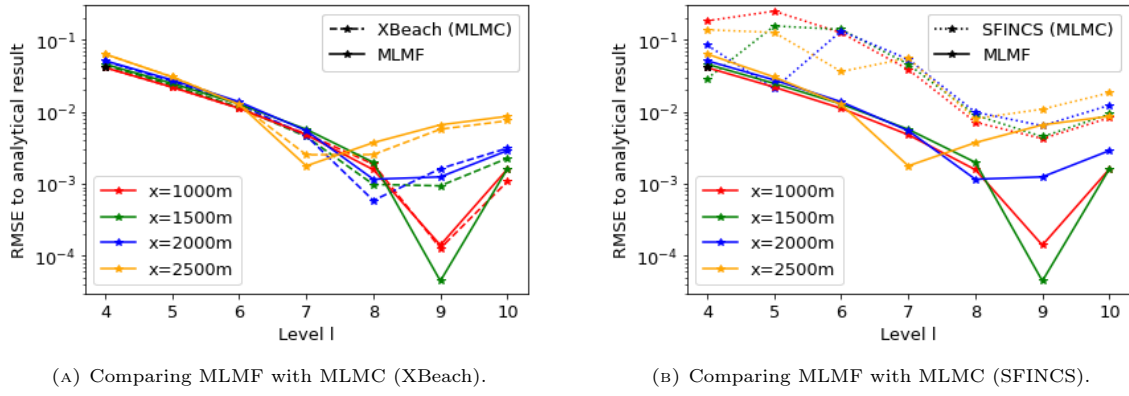 XBeach (MLMC)
MLMF
RMSE to analytical result
10⁻¹
10⁻²
10⁻³
10⁻⁴
x=1000m
x=1500m
x=2000m
x=2500m
4 5 6 7 8 9 10
Level l
(A) Comparing MLMF with MLMC (XBeach).
SFINCS (MLMC)
MLMF
RMSE to analytical result
10⁻¹
10⁻²
10⁻³
10⁻⁴
x=1000m
x=1500m
x=2000m
x=2500m
4 5 6 7 8 9 10
Level l
(B) Comparing MLMF with MLMC (SFINCS).